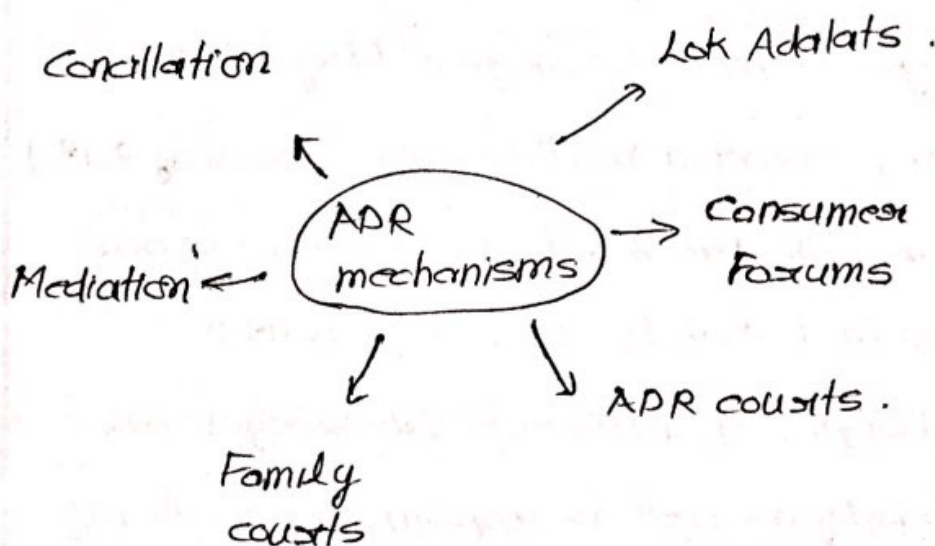 Concillation
Lok Adalats.
ADR
mechanisms
Consumer
Forums
Mediation
ADR courts.
Family
courts